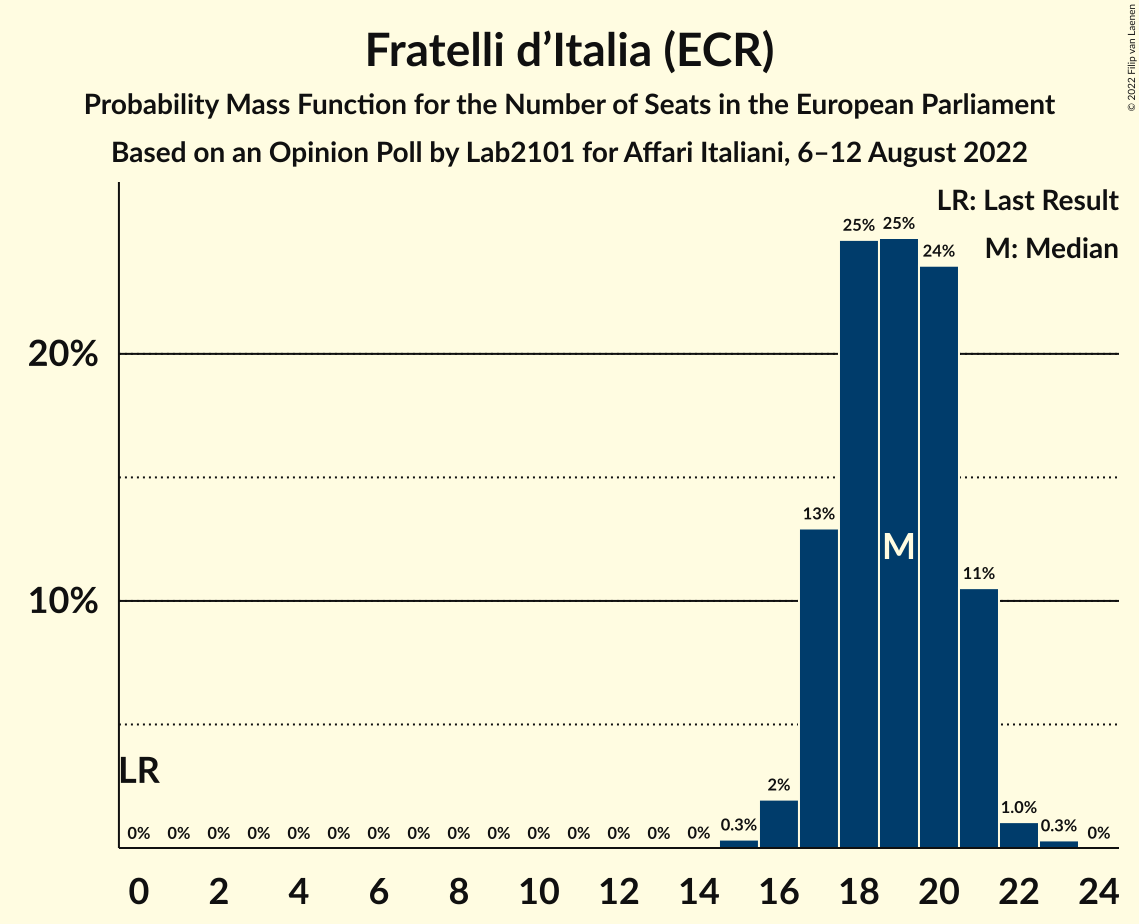 Fratelli d’Italia (ECR)
Probability Mass Function for the Number of Seats in the European Parliament
Based on an Opinion Poll by Lab2101 for Affari Italiani, 6–12 August 2022
© 2022 Filip van Laenen
LR: Last Result
M: Median
25% 25% 24%
20%
13%
M
11%
10%
LR
0% 0% 0% 0% 0% 0% 0% 0% 0% 0% 0% 0% 0% 0% 0% 0.3% 2% 1.0% 0.3% 0%
0 2 4 6 8 10 12 14 16 18 20 22 24